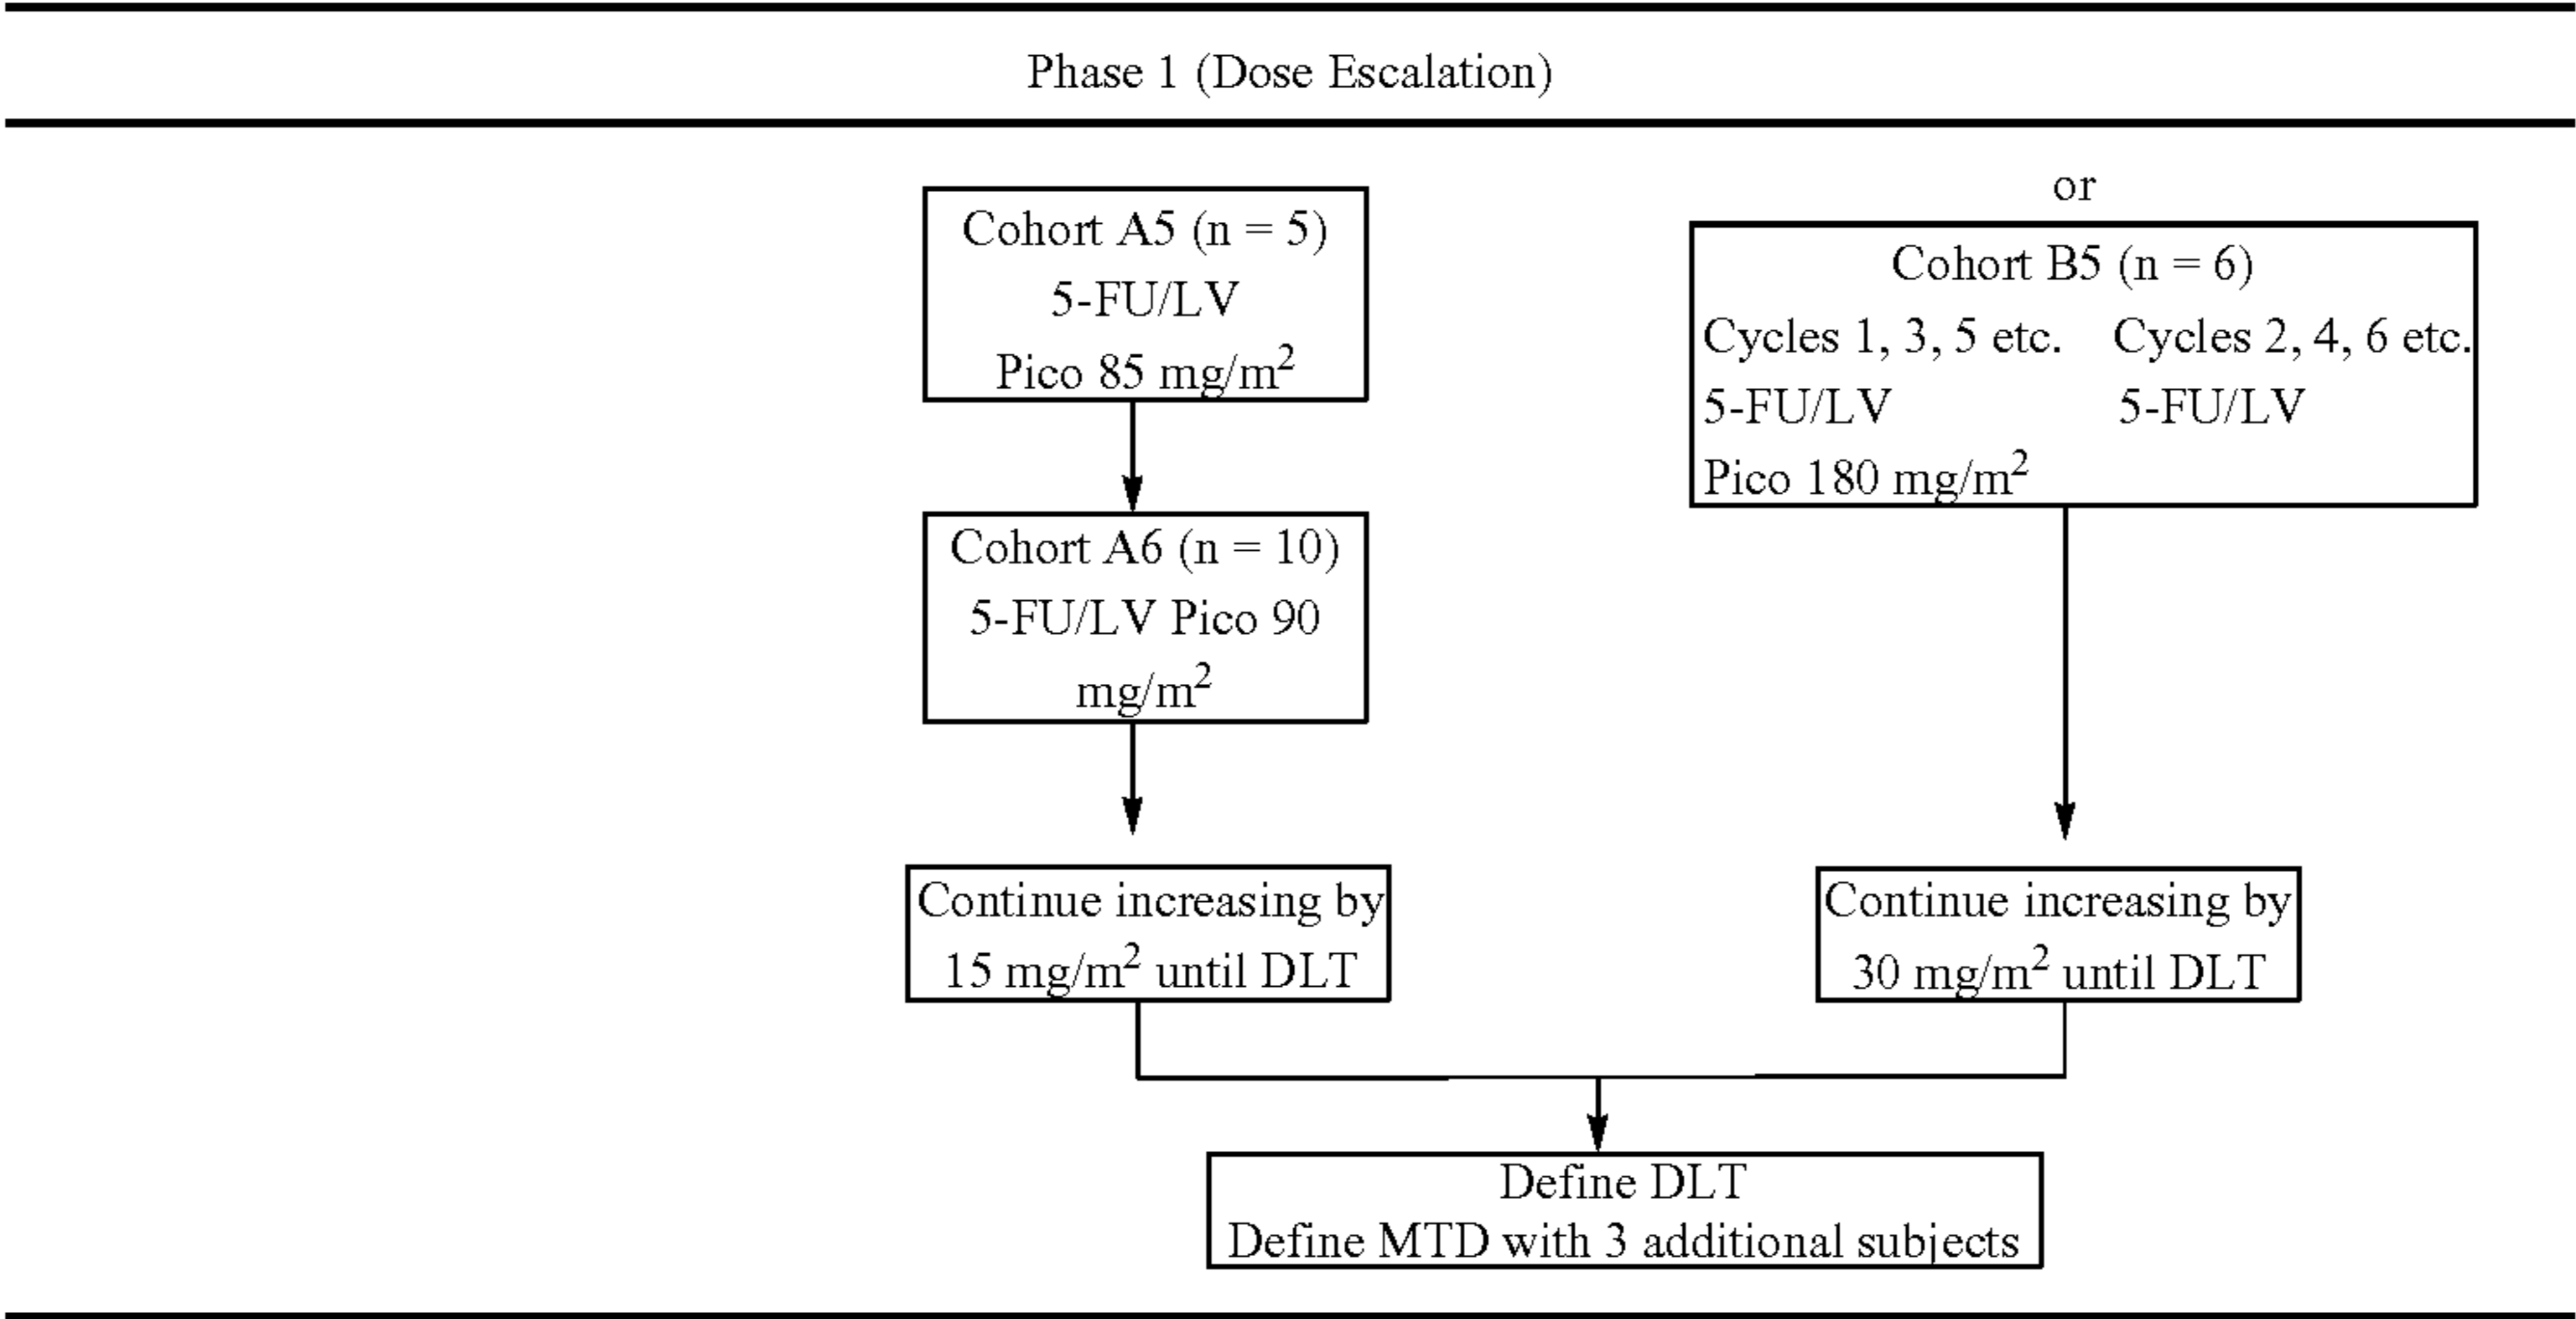 Phase 1 (Dose Escalation)
Cohort A5 (n = 5)
5-FU/LV
Pico 85 mg/m²
Cohort A6 (n = 10)
5-FU/LV Pico 90
mg/m²
Continue increasing by
15 mg/m² until DLT
or
Cohort B5 (n = 6)
Cycles 1, 3, 5 etc. Cycles 2, 4, 6 etc.
5-FU/LV 5-FU/LV
Pico 180 mg/m²
Continue increasing by
30 mg/m² until DLT
Define DLT
Define MTD with 3 additional subjects